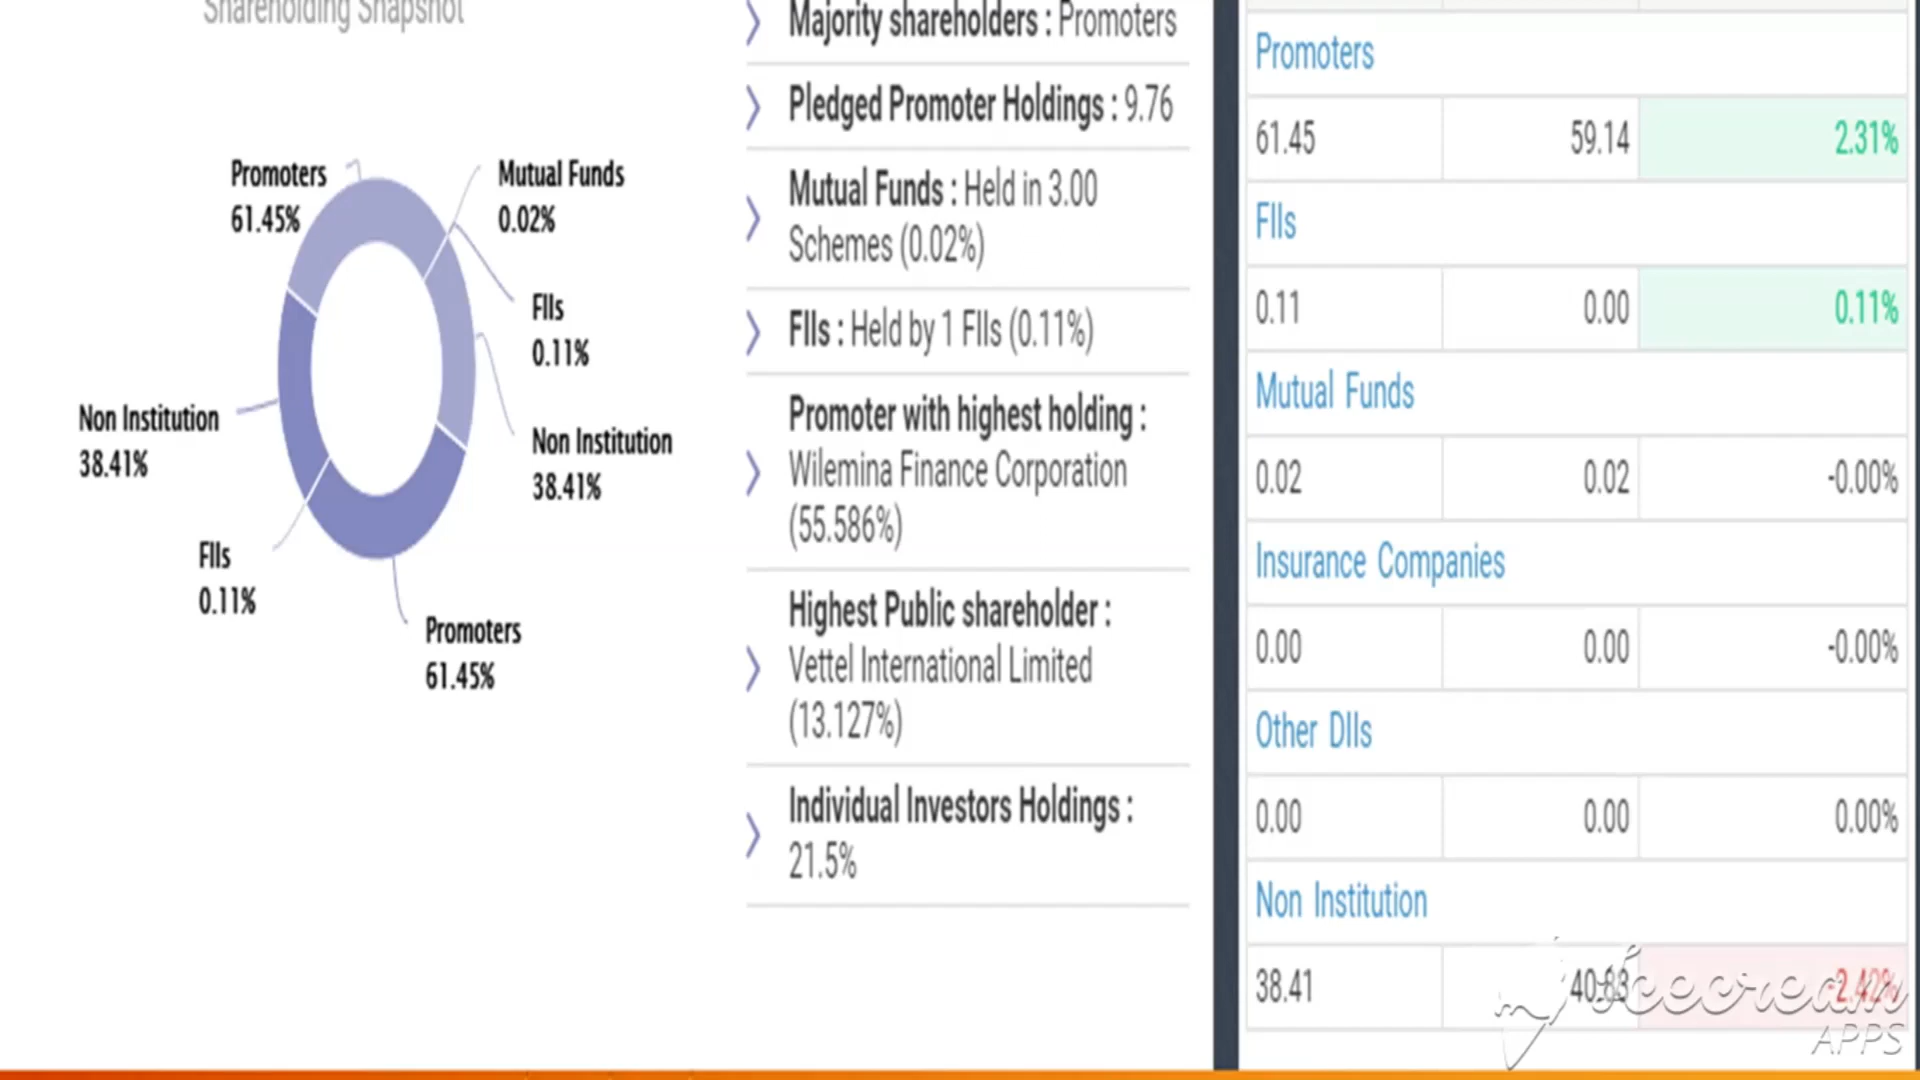 Shareholding Snapshot
Promoters
61.45%
Mutual Funds
0.02%
FIIs
0.11%
Non Institution
38.41%
Non Institution
38.41%
FIIs
0.11%
Promoters
61.45%
Majority shareholders : Promoters
Pledged Promoter Holdings : 9.76
Mutual Funds : Held in 3.00
Schemes (0.02%)
FIIs : Held by 1 FIIs (0.11%)
Promoter with highest holding :
Wilemina Finance Corporation
(55.586%)
Highest Public shareholder :
Vettel International Limited
(13.127%)
Individual Investors Holdings :
21.5%
Promoters
61.45 59.14 2.31%
FIIs
0.11 0.00 0.11%
Mutual Funds
0.02 0.02 -0.00%
Insurance Companies
0.00 0.00 -0.00%
Other DIIs
0.00 0.00 0.00%
Non Institution
38.41 40.83 -2.42%
Icecream
APPS